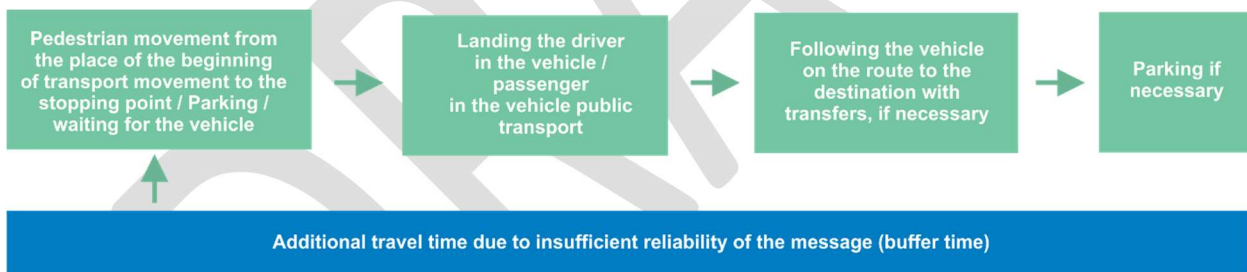 Pedestrian movement from
the place of the beginning
of transport movement to the
stopping point / Parking /
waiting for the vehicle
Landing the driver
in the vehicle /
passenger
in the vehicle public
transport
Following the vehicle
on the route to the
destination with
transfers, if necessary
Parking if
necessary
Additional travel time due to insufficient reliability of the message (buffer time)